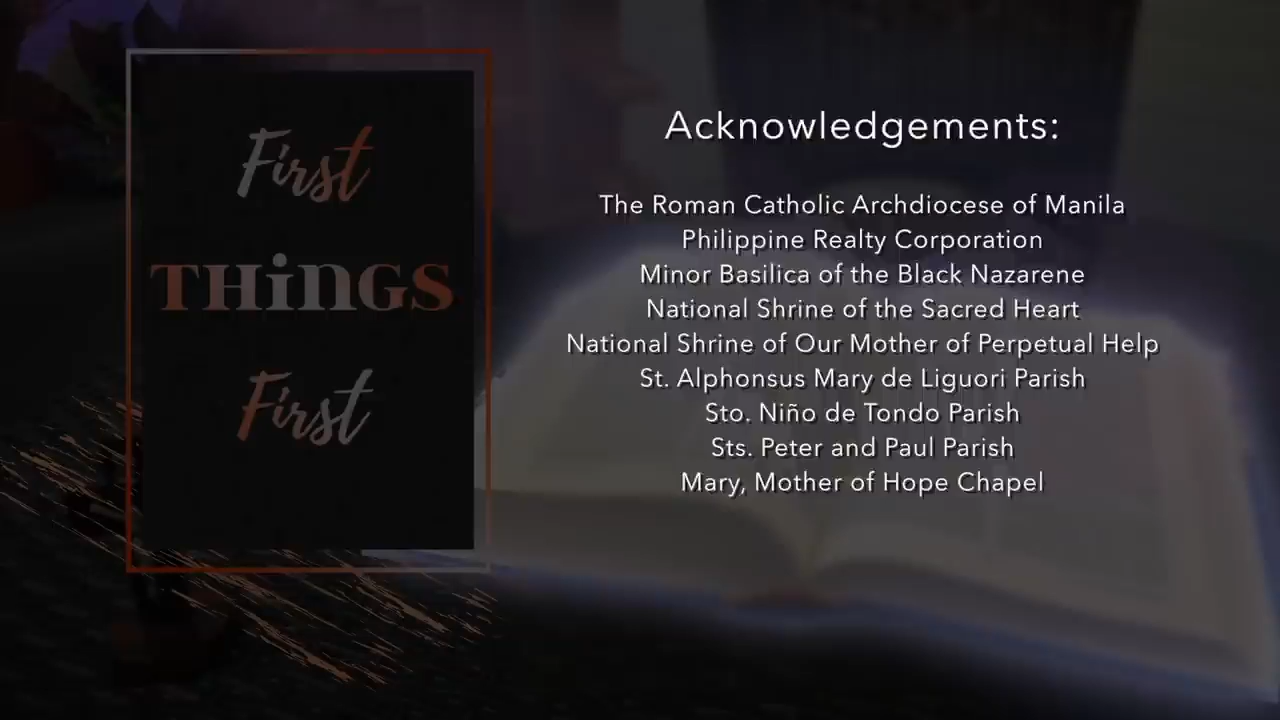 First
THiNGS
First
Acknowledgements:
The Roman Catholic Archdiocese of Manila
Philippine Realty Corporation
Minor Basilica of the Black Nazarene
National Shrine of the Sacred Heart
National Shrine of Our Mother of Perpetual Help
St. Alphonsus Mary de Liguori Parish
Sto. Niño de Tondo Parish
Sts. Peter and Paul Parish
Mary, Mother of Hope Chapel